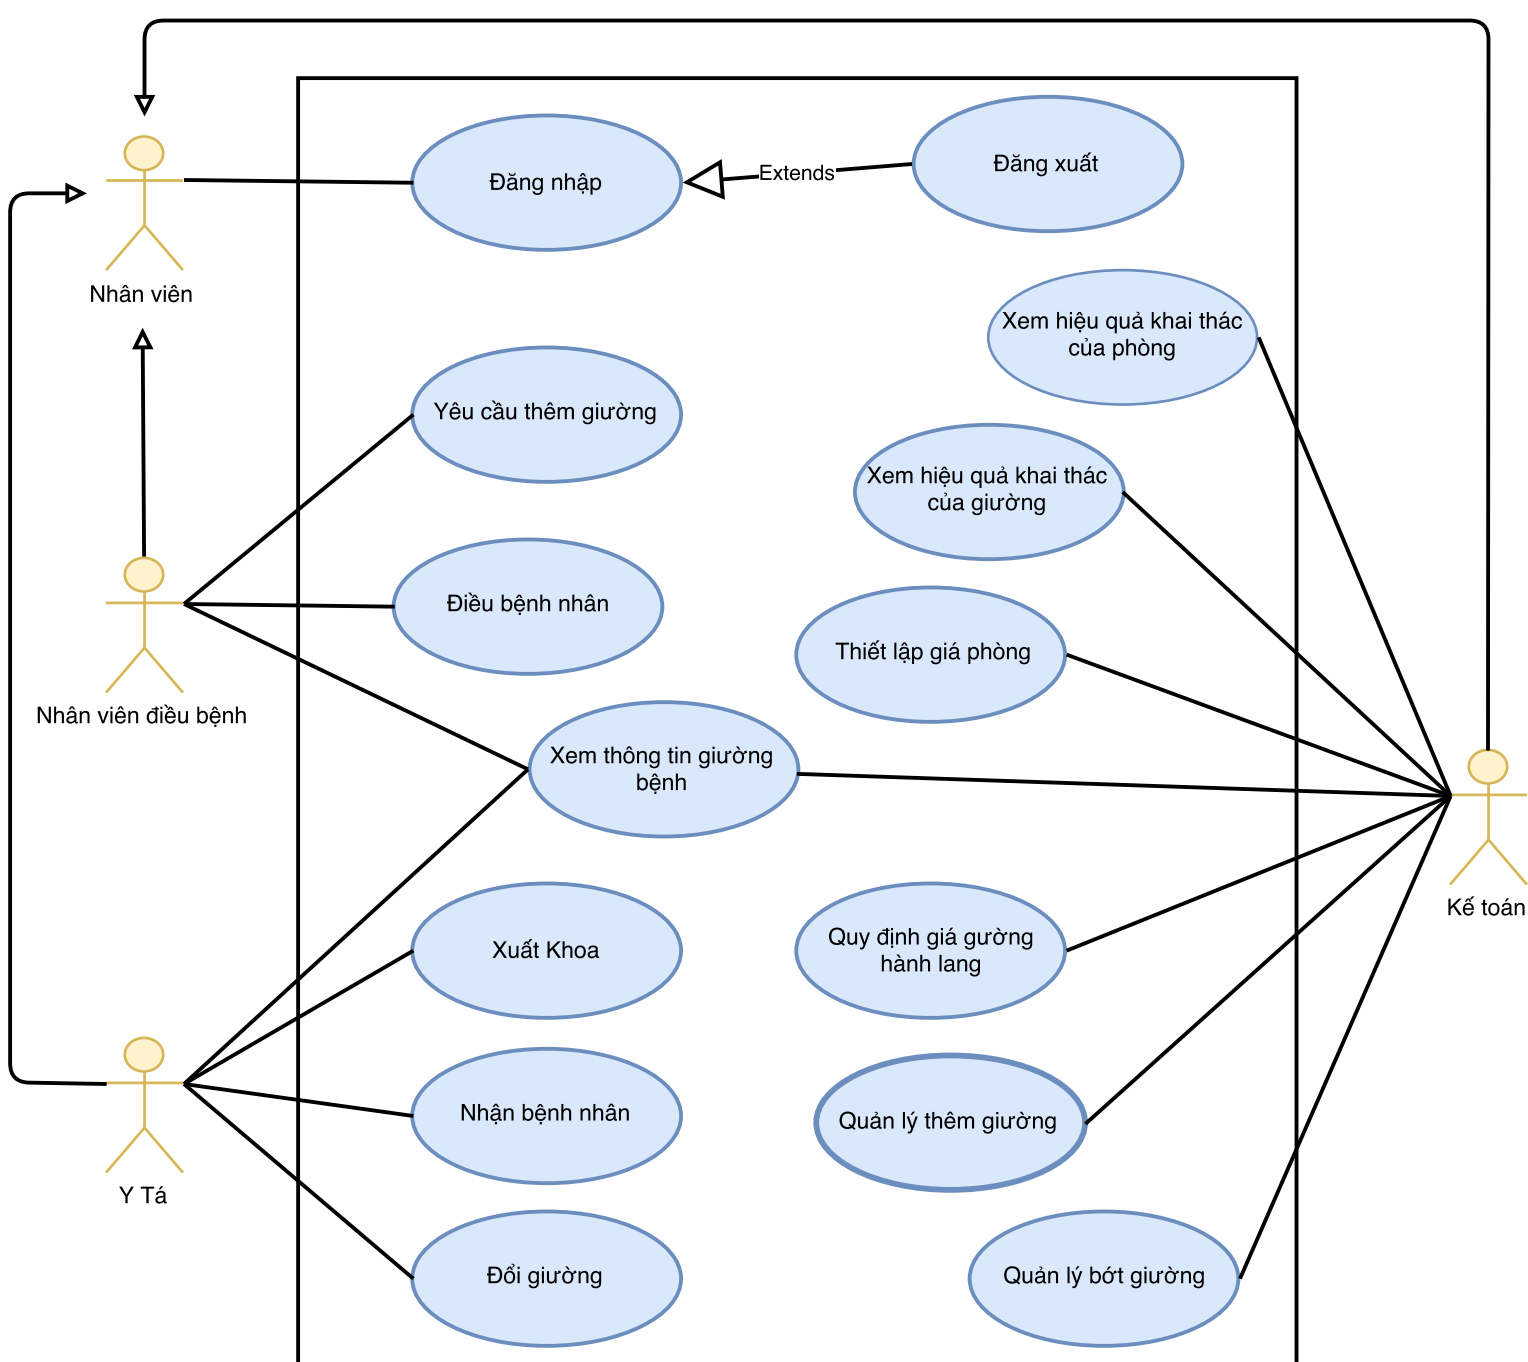 Đăng nhập
Extends
Đăng xuất
Nhân viên
Xem hiệu quả khai thác
của phòng
Yêu cầu thêm giường
Xem hiệu quả khai thác
của giường
Điều bệnh nhân
Thiết lập giá phòng
Nhân viên điều bệnh
Xem thông tin giường
bệnh
Kế toán
Xuất Khoa
Quy định giá gường
hành lang
Nhận bệnh nhân
Quản lý thêm giường
Y Tá
Đổi giường
Quản lý bớt giường